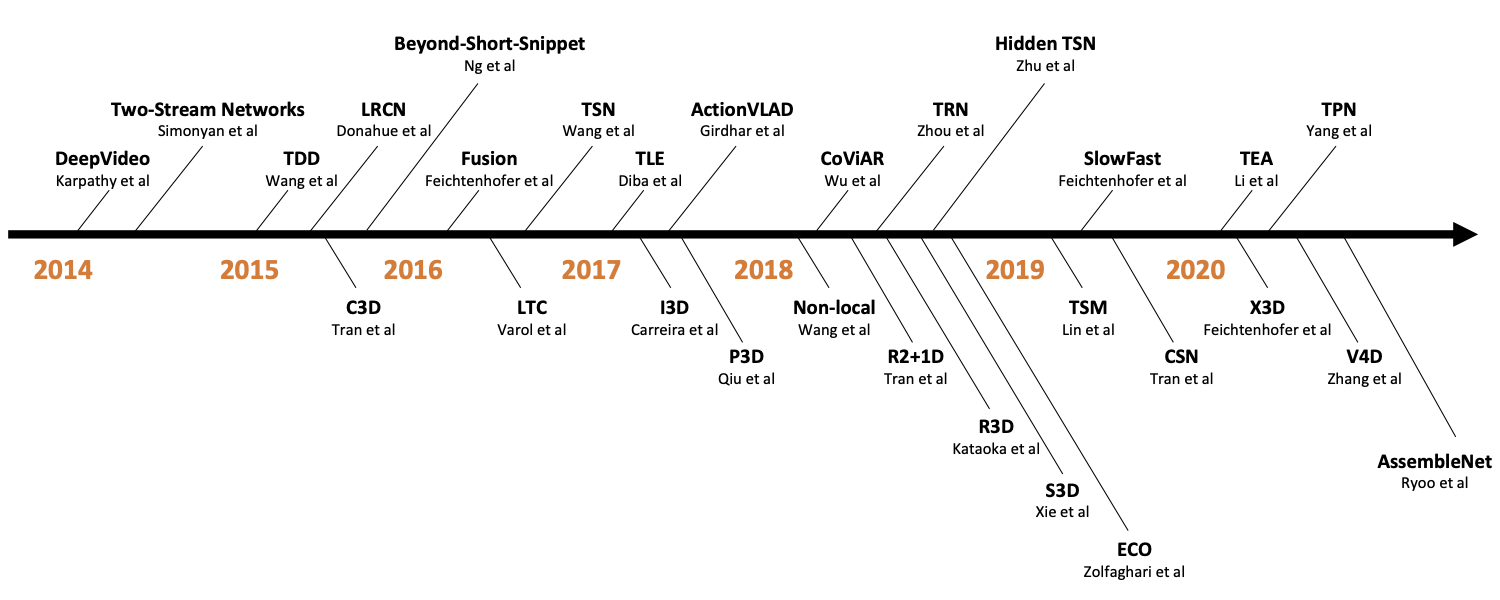 Beyond-Short-Snippet
Ng et al
Hidden TSN
Zhu et al
Two-Stream Networks
Simonyan et al
LRCN
Donahue et al
TSN
Wang et al
ActionVLAD
Girdhar et al
TRN
Zhou et al
TPN
Yang et al
DeepVideo
Karpathy et al
TDD
Wang et al
Fusion
Feichtenhofer et al
TLE
Diba et al
CoViAR
Wu et al
SlowFast
Feichtenhofer et al
TEA
Li et al
2014
2015
2016
2017
2018
2019
2020
C3D
Tran et al
LTC
Varol et al
I3D
Carreira et al
Non-local
Wang et al
TSM
Lin et al
X3D
Feichtenhofer et al
P3D
Qiu et al
R2+1D
Tran et al
CSN
Tran et al
V4D
Zhang et al
R3D
Kataoka et al
AssembleNet
Ryoo et al
S3D
Xie et al
ECO
Zolfaghari et al